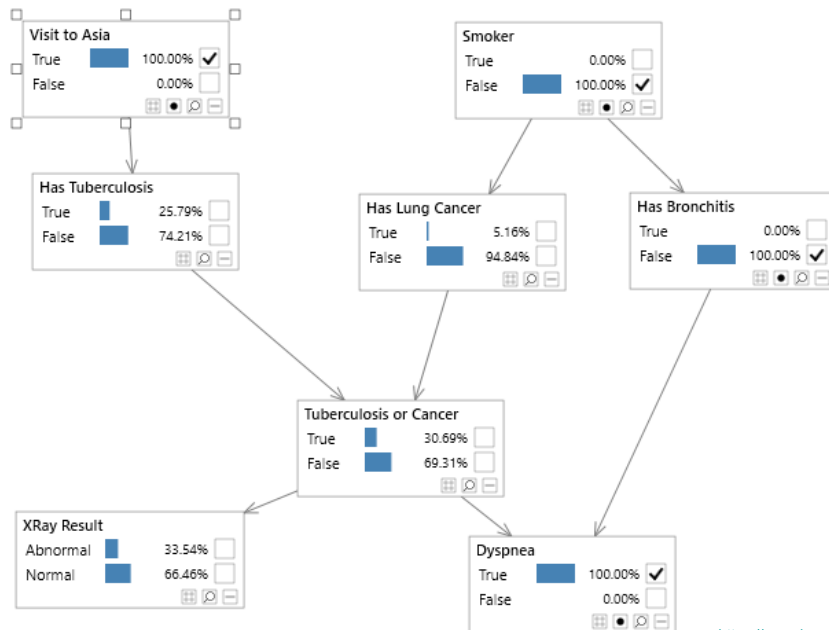 Visit to Asia
True 100.00%
False 0.00%
Smoker
True 0.00%
False 100.00%
Has Tuberculosis
True 25.79%
False 74.21%
Has Lung Cancer
True 5.16%
False 94.84%
Has Bronchitis
True 0.00%
False 100.00%
Tuberculosis or Cancer
True 30.69%
False 69.31%
XRay Result
Abnormal 33.54%
Normal 66.46%
Dyspnea
True 100.00%
False 0.00%